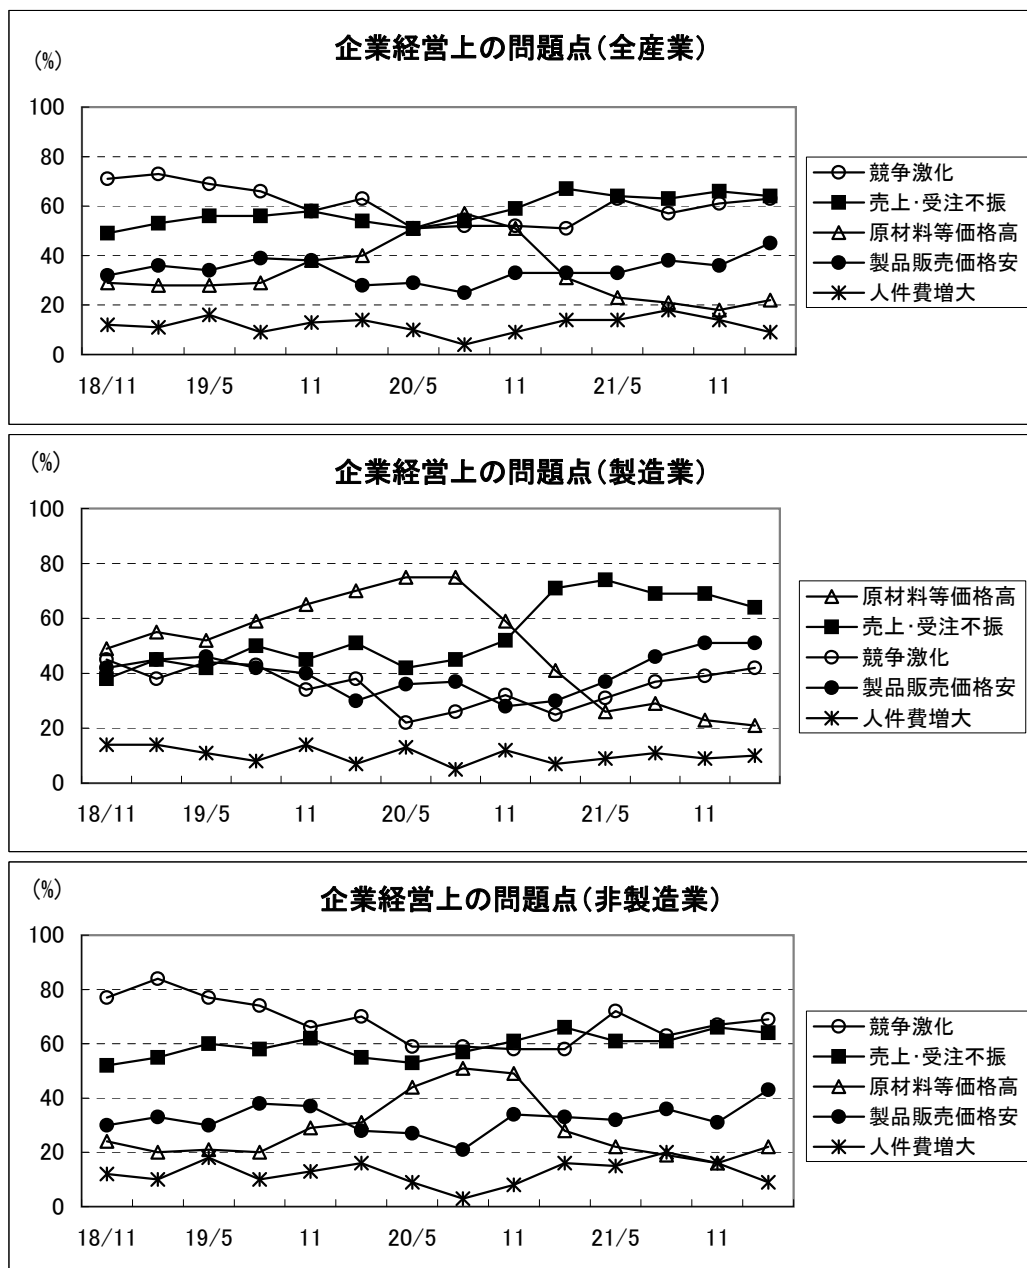 企業経営上の問題点(全産業)
(%)
100
80
60
40
20
0
18/11 19/5 11 20/5 11 21/5 11
競争激化
売上・受注不振
原材料等価格高
製品販売価格安
人件費増大
企業経営上の問題点(製造業)
(%)
100
80
60
40
20
0
18/11 19/5 11 20/5 11 21/5 11
原材料等価格高
売上・受注不振
競争激化
製品販売価格安
人件費増大
企業経営上の問題点(非製造業)
(%)
100
80
60
40
20
0
18/11 19/5 11 20/5 11 21/5 11
競争激化
売上・受注不振
原材料等価格高
製品販売価格安
人件費増大